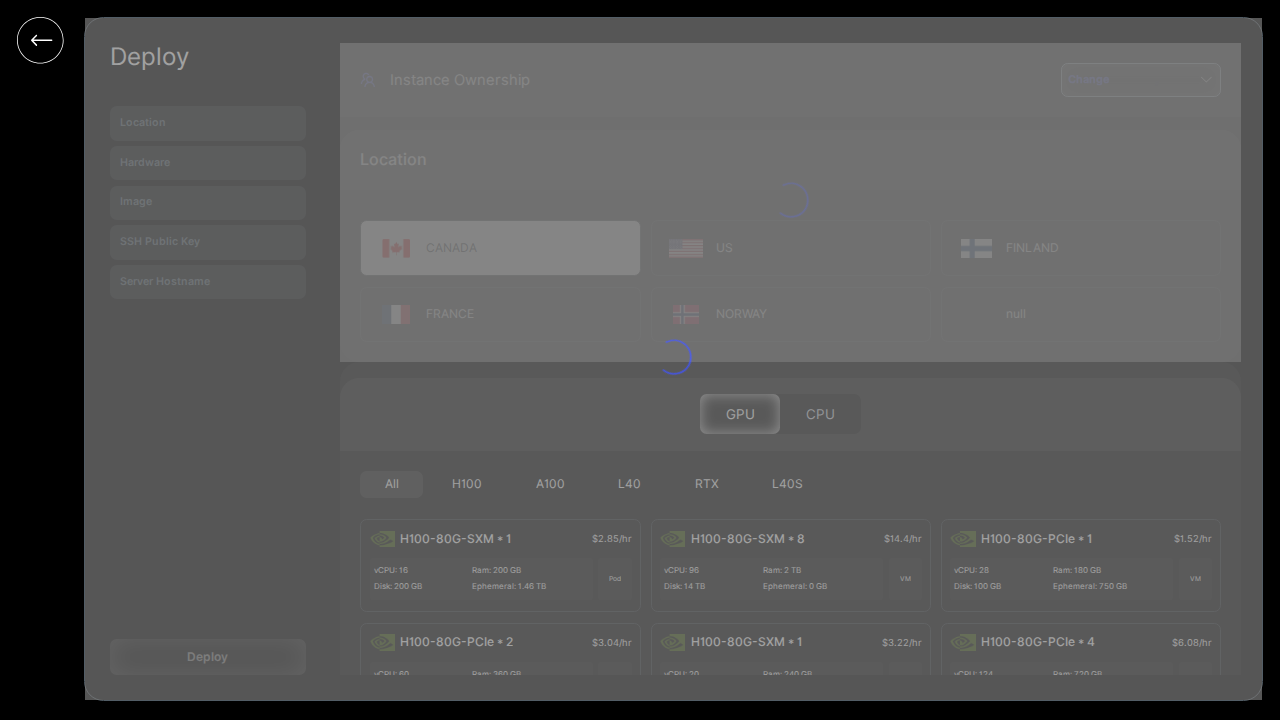 Deploy
Location
Hardware
Image
SSH Public Key
Server Hostname
Deploy
Instance Ownership
Change
Location
CANADA
US
FINLAND
FRANCE
NORWAY
null
GPU
CPU
All
H100
A100
L40
RTX
L40S
H100-80G-SXM * 1
$2.85/hr
vCPU: 16
Ram: 200 GB
Disk: 200 GB
Ephemeral: 1.46 TB
Pod
H100-80G-SXM * 8
$14.4/hr
vCPU: 96
Ram: 2 TB
Disk: 14 TB
Ephemeral: 0 GB
VM
H100-80G-PCIe * 1
$1.52/hr
vCPU: 28
Ram: 180 GB
Disk: 100 GB
Ephemeral: 750 GB
VM
H100-80G-PCIe * 2
$3.04/hr
vCPU: 60
Ram: 360 GB
H100-80G-SXM * 1
$3.22/hr
vCPU: 20
Ram: 240 GB
H100-80G-PCIe * 4
$6.08/hr
vCPU: 124
Ram: 720 GB